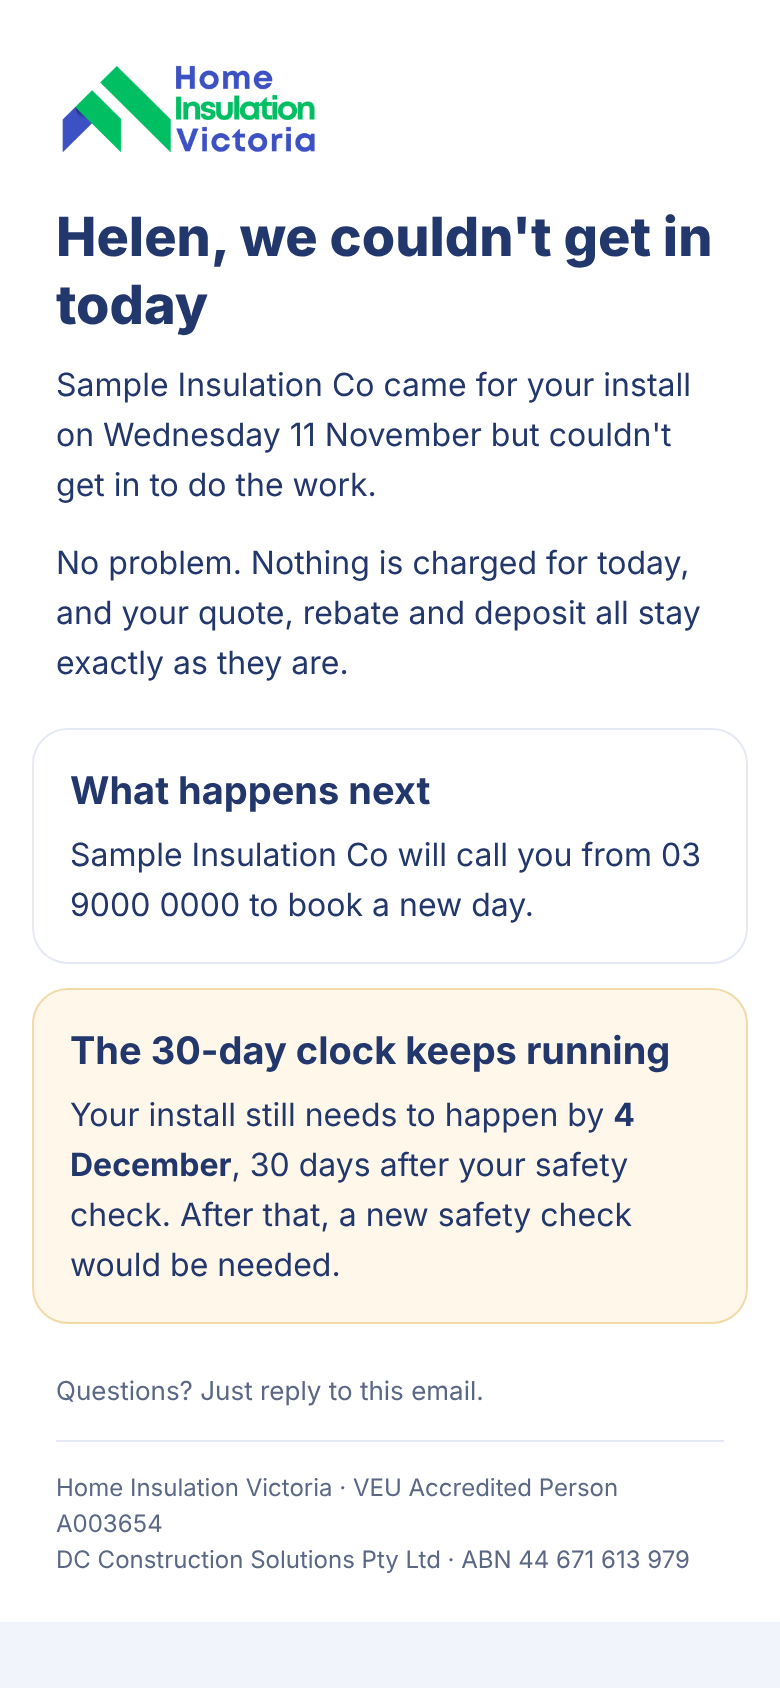 Home
Insulation
Victoria
Helen, we couldn't get in
today
Sample Insulation Co came for your install
on Wednesday 11 November but couldn't
get in to do the work.
No problem. Nothing is charged for today,
and your quote, rebate and deposit all stay
exactly as they are.
What happens next
Sample Insulation Co will call you from 03
9000 0000 to book a new day.
The 30-day clock keeps running
Your install still needs to happen by 4
December, 30 days after your safety
check. After that, a new safety check
would be needed.
Questions? Just reply to this email.
Home Insulation Victoria · VEU Accredited Person
A003654
DC Construction Solutions Pty Ltd · ABN 44 671 613 979